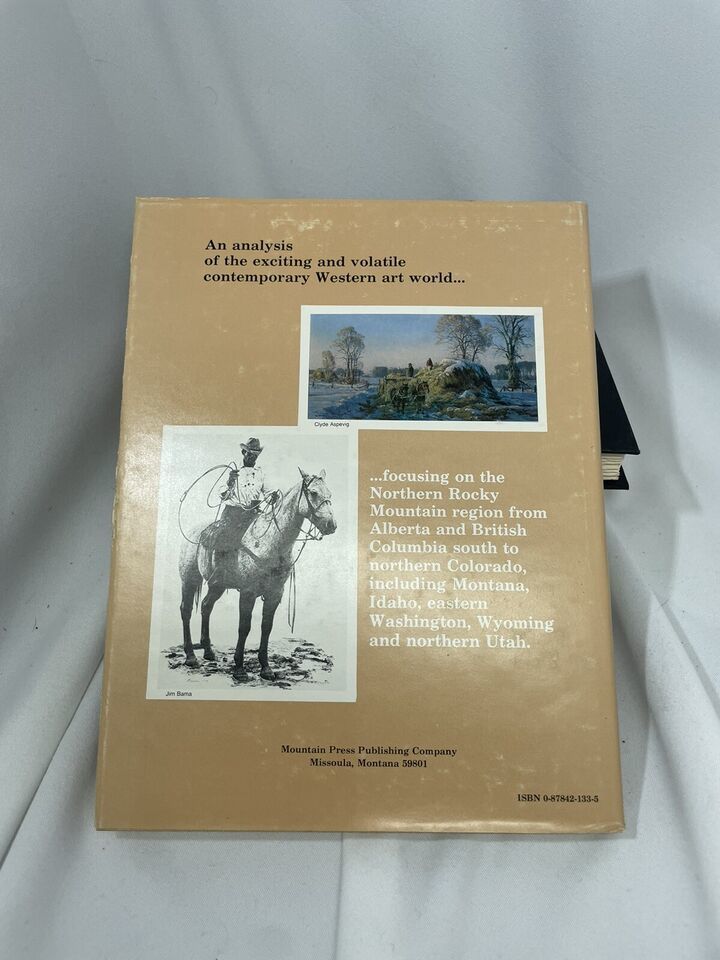 An analysis
of the exciting and volatile
contemporary Western art world...
Clyde Aspevig
...focusing on the
Northern Rocky
Mountain region from
Alberta and British
Columbia south to
northern Colorado,
including Montana,
Idaho, eastern
Washington, Wyoming
and northern Utah.
Jim Bama
Mountain Press Publishing Company
Missoula, Montana 59801
ISBN 0-87842-133-5